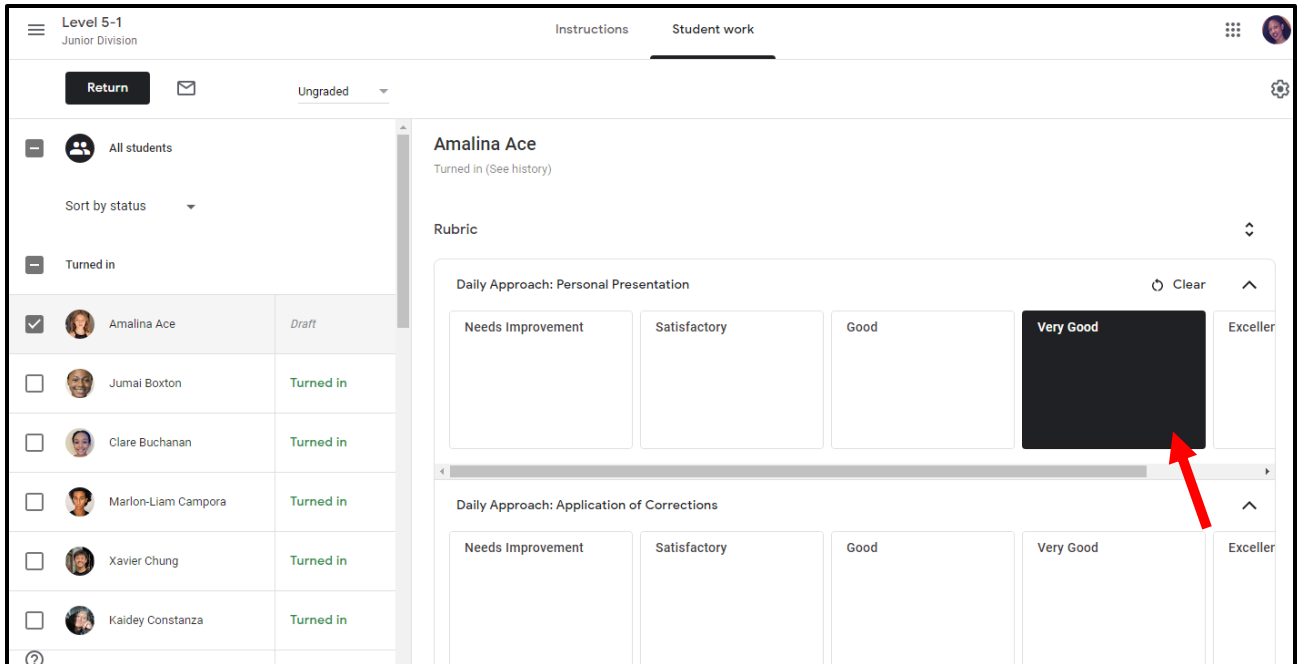 Level 5-1
Junior Division
Instructions
Student work
Return
Ungraded
All students
Sort by status
Turned in
Amalina Ace
Draft
Jumai Boxton
Turned in
Clare Buchanan
Turned in
Marlon-Liam Campora
Turned in
Xavier Chung
Turned in
Kaidey Constanza
Turned in
Amalina Ace
Turned in (See history)
Rubric
Daily Approach: Personal Presentation
Clear
Needs Improvement
Satisfactory
Good
Very Good
Exceller
Daily Approach: Application of Corrections
Needs Improvement
Satisfactory
Good
Very Good
Exceller